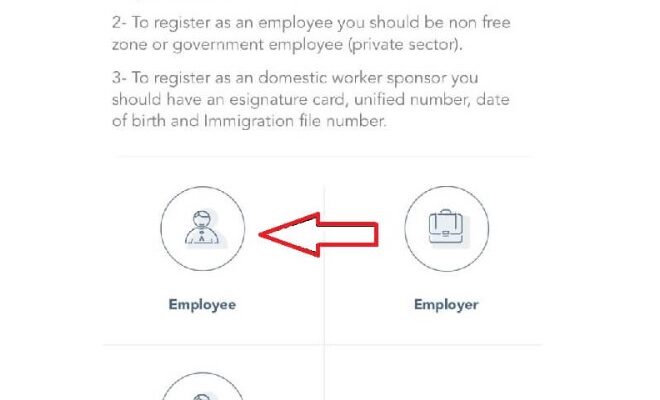 2- To register as an employee you should be non free
zone or government employee (private sector).
3- To register as an domestic worker sponsor you
should have an esignature card, unified number, date
of birth and Immigration file number.
Employee
Employer